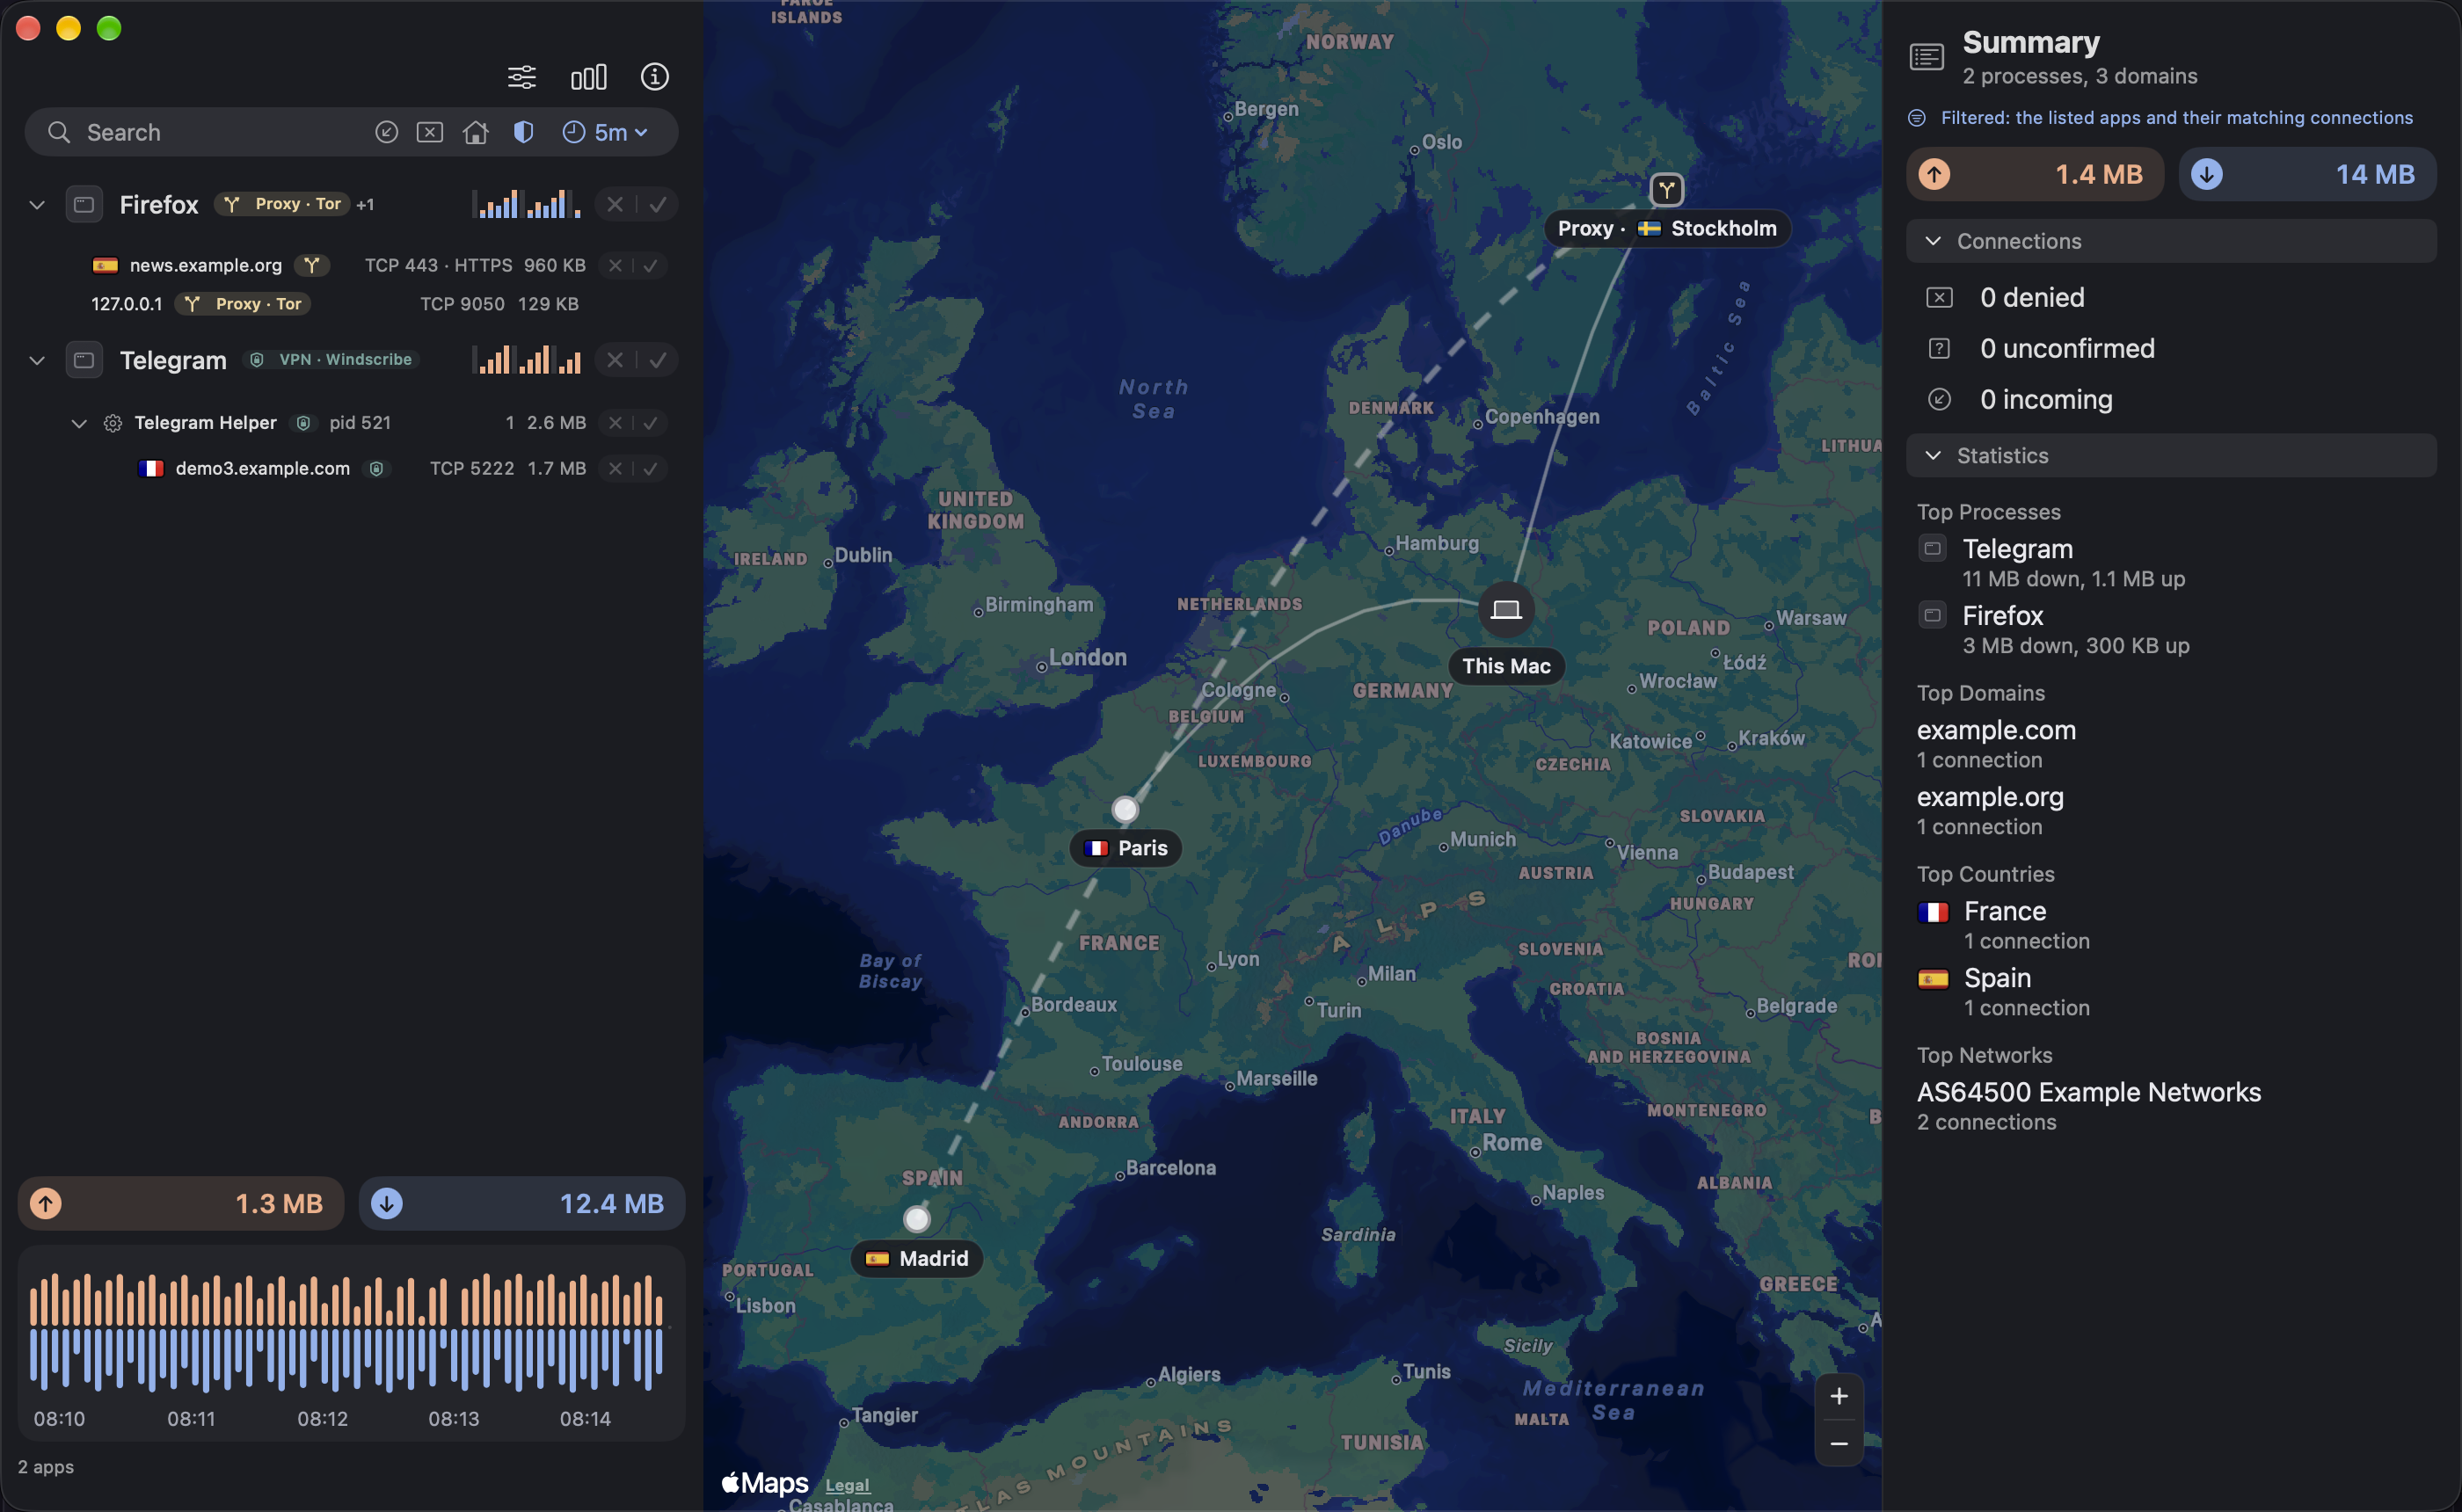 Search
5m
Firefox
Proxy · Tor
+1
news.example.org
TCP 443 · HTTPS 960 KB
127.0.0.1
Proxy · Tor
TCP 9050 129 KB
Telegram
VPN · Windscribe
Telegram Helper
pid 521
1 2.6 MB
demo3.example.com
TCP 5222 1.7 MB
1.3 MB
12.4 MB
08:10
08:11
08:12
08:13
08:14
2 apps
ISLANDS
NORWAY
Bergen
Oslo
Proxy · Stockholm
Baltic Sea
North
Sea
DENMARK
Copenhagen
LITHUA
UNITED
KINGDOM
IRELAND
Dublin
Hamburg
Birmingham
NETHERLANDS
This Mac
POLAND
Warsaw
Łódź
London
Wrocław
Cologne
GERMANY
BELGIUM
Katowice
Kraków
LUXEMBOURG
CZECHIA
Paris
Danube
Munich
SLOVAKIA
Vienna
AUSTRIA
Budapest
HUNGARY
ALPS
FRANCE
Lyon
SLOVENIA
Milan
Bay of
Biscay
CROATIA
Bordeaux
Turin
Belgrade
BOSNIA
AND HERZEGOVINA
Toulouse
Marseille
ANDORRA
ITALY
MONTENEGRO
Rome
Barcelona
SPAIN
ALBANIA
Naples
Sardinia
Madrid
PORTUGAL
Lisbon
GREECE
Sicily
Algiers
Tunis
Mediterranean
Sea
MALTA
Tangier
TUNISIA
ATLAS MOUNTAINS
Maps
Legal
Casablanca
Summary
2 processes, 3 domains
Filtered: the listed apps and their matching connections
1.4 MB
14 MB
Connections
0 denied
0 unconfirmed
0 incoming
Statistics
Top Processes
Telegram
11 MB down, 1.1 MB up
Firefox
3 MB down, 300 KB up
Top Domains
example.com
1 connection
example.org
1 connection
Top Countries
France
1 connection
Spain
1 connection
Top Networks
AS64500 Example Networks
2 connections